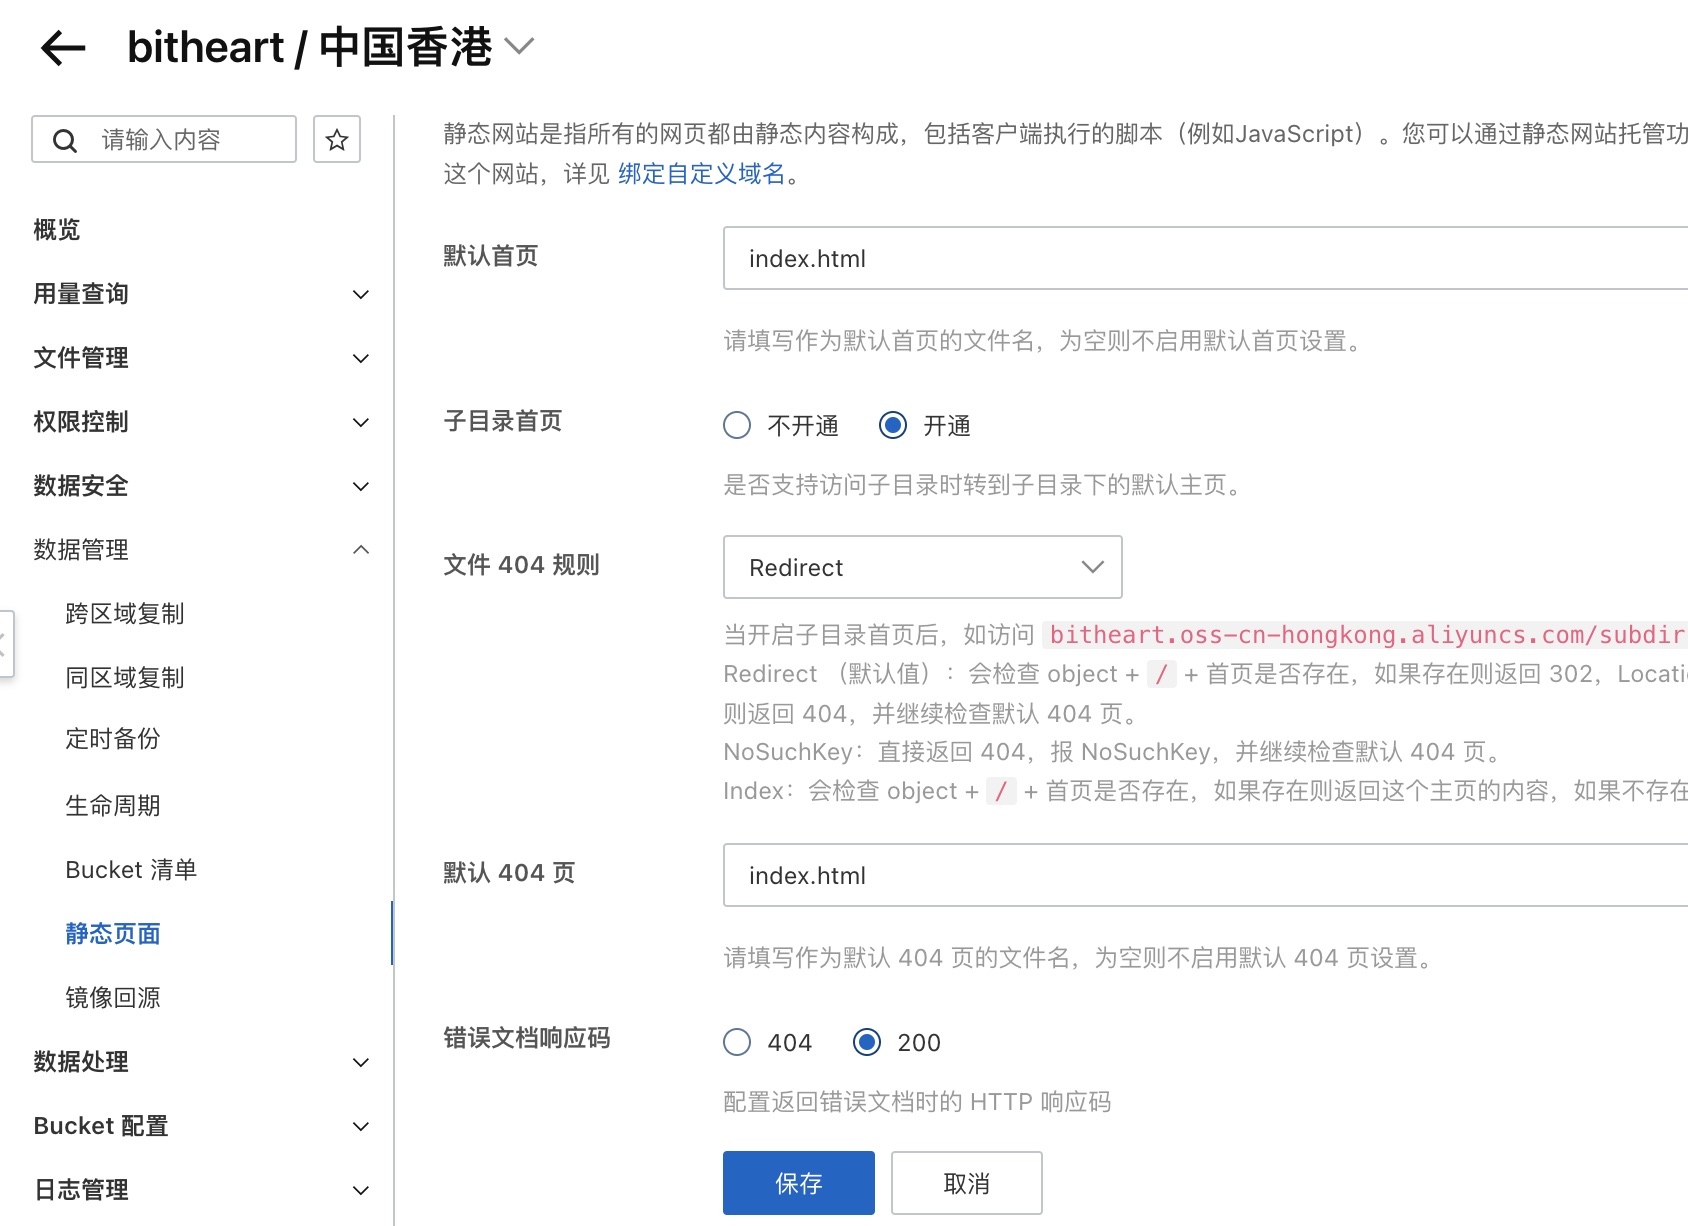 bitheart / 中国香港
请输入内容
概览
用量查询
文件管理
权限控制
数据安全
数据管理
跨区域复制
同区域复制
定时备份
生命周期
Bucket 清单
静态页面
镜像回源
数据处理
Bucket 配置
日志管理
静态网站是指所有的网页都由静态内容构成，包括客户端执行的脚本（例如JavaScript）。您可以通过静态网站托管功
这个网站，详见 绑定自定义域名。
默认首页
index.html
请填写作为默认首页的文件名，为空则不启用默认首页设置。
子目录首页
不开通 开通
是否支持访问子目录时转到子目录下的默认主页。
文件 404 规则
Redirect
当开启子目录首页后，如访问 bitheart.oss-cn-hongkong.aliyuncs.com/subdir
Redirect （默认值）：会检查 object + / + 首页是否存在，如果存在则返回 302，Locatio
则返回 404，并继续检查默认 404 页。
NoSuchKey：直接返回 404，报 NoSuchKey，并继续检查默认 404 页。
Index：会检查 object + / + 首页是否存在，如果存在则返回这个主页的内容，如果不存在
默认 404 页
index.html
请填写作为默认 404 页的文件名，为空则不启用默认 404 页设置。
错误文档响应码
404 200
配置返回错误文档时的 HTTP 响应码
保存 取消